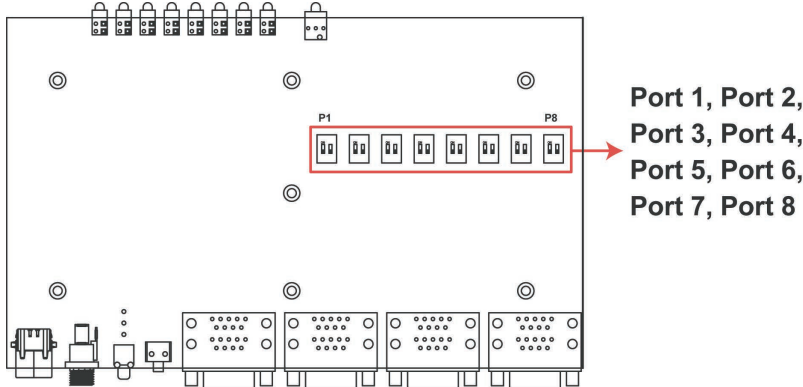 P1 P8
Port 1, Port 2,
Port 3, Port 4,
Port 5, Port 6,
Port 7, Port 8